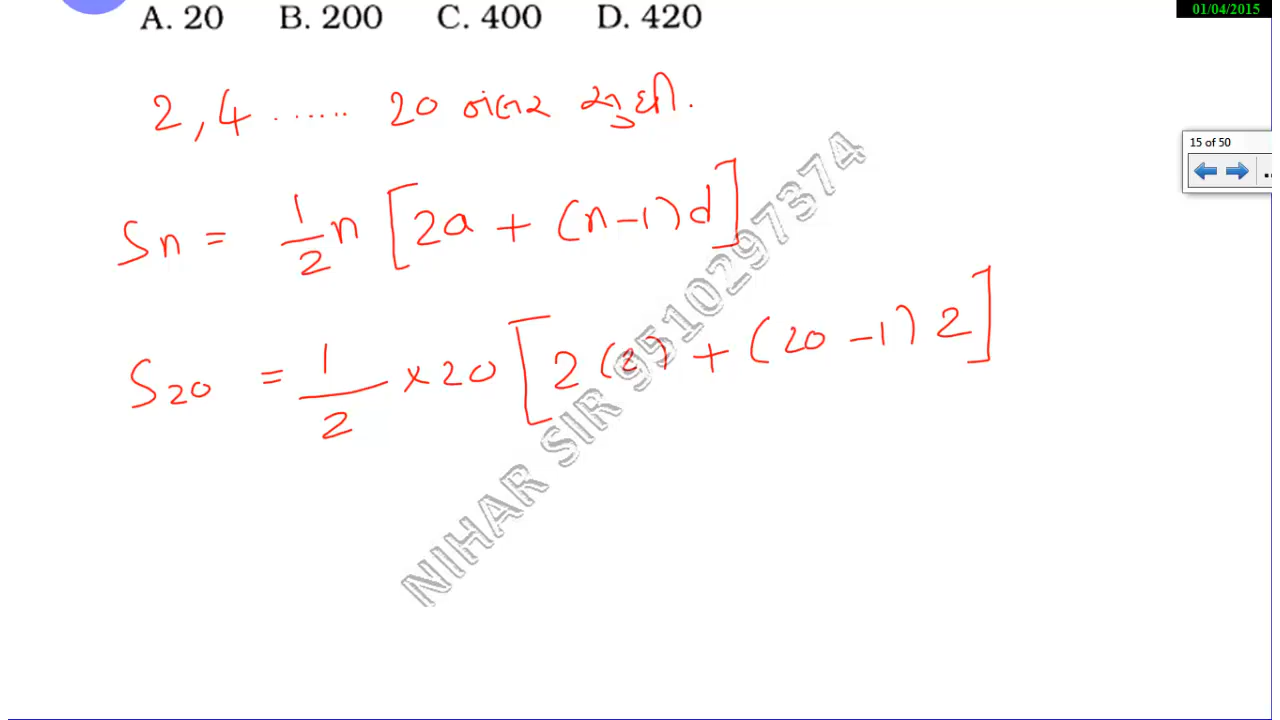 01/04/2015
A. 20 B. 200 C. 400 D. 420
2, 4 ...... 20 નંબર સુધી.
15 of 50
Sn = 1/2 n [2a + (n-1)d]
S20 = 1/2 × 20 [2(2) + (20-1)2]
NIHAR SIR 9510297374